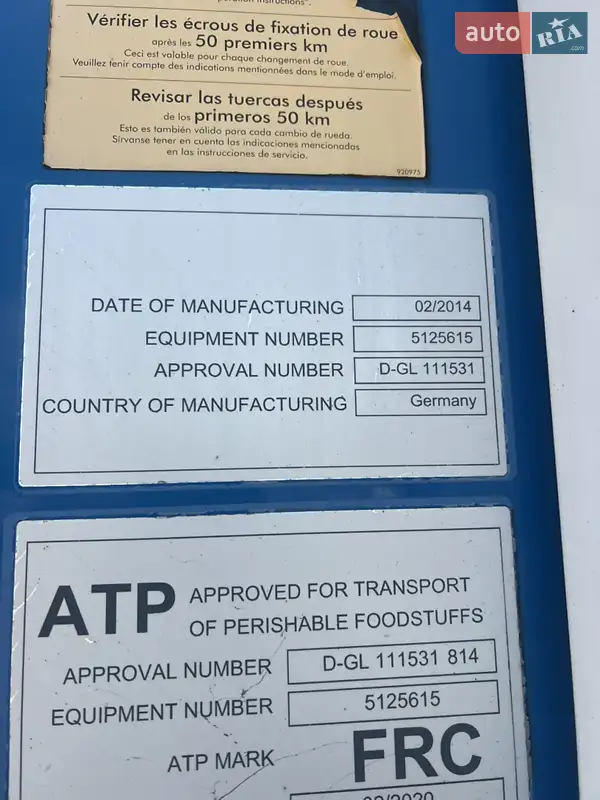 Vérifier les écrous de fixation de roue
après les 50 premiers km
Ceci est valable pour chaque changement de roue.
Veuillez tenir compte des indications mentionnées dans le mode d'emploi.
Revisar las tuercas después
de los primeros 50 km
Esto es también válido para cada cambio de rueda.
Sírvanse tener en cuenta las indicaciones mencionadas
en las instrucciones de servicio.
920975
auto RIA .com
DATE OF MANUFACTURING 02/2014
EQUIPMENT NUMBER 5125615
APPROVAL NUMBER D-GL 111531
COUNTRY OF MANUFACTURING Germany
ATP APPROVED FOR TRANSPORT
OF PERISHABLE FOODSTUFFS
APPROVAL NUMBER D-GL 111531 814
EQUIPMENT NUMBER 5125615
ATP MARK FRC